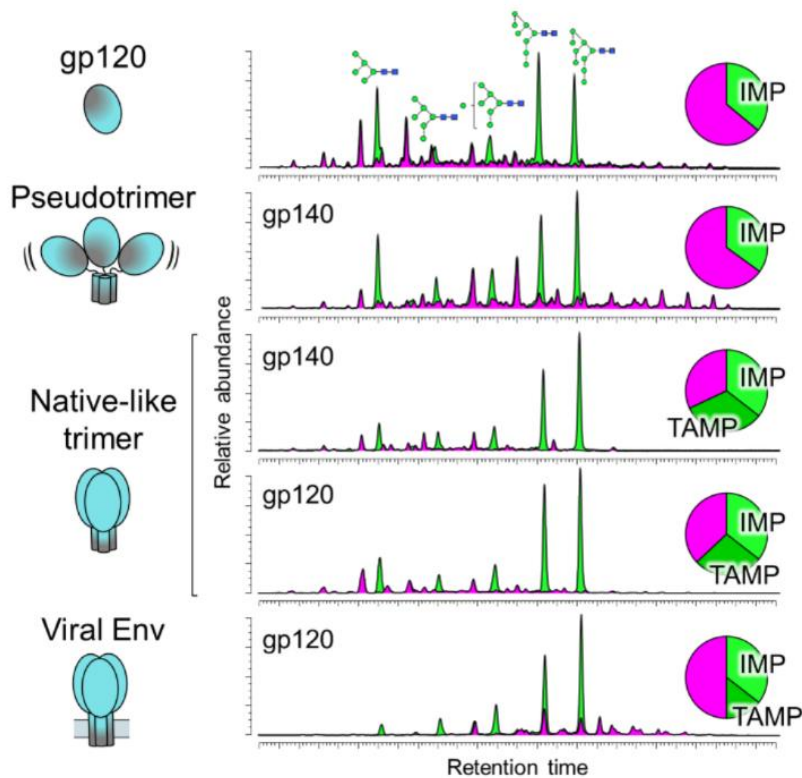 gp120
IMP
Pseudotrimer
gp140
IMP
Native-like
trimer
gp140
IMP
TAMP
gp120
IMP
TAMP
Viral Env
gp120
IMP
TAMP
Relative abundance
Retention time